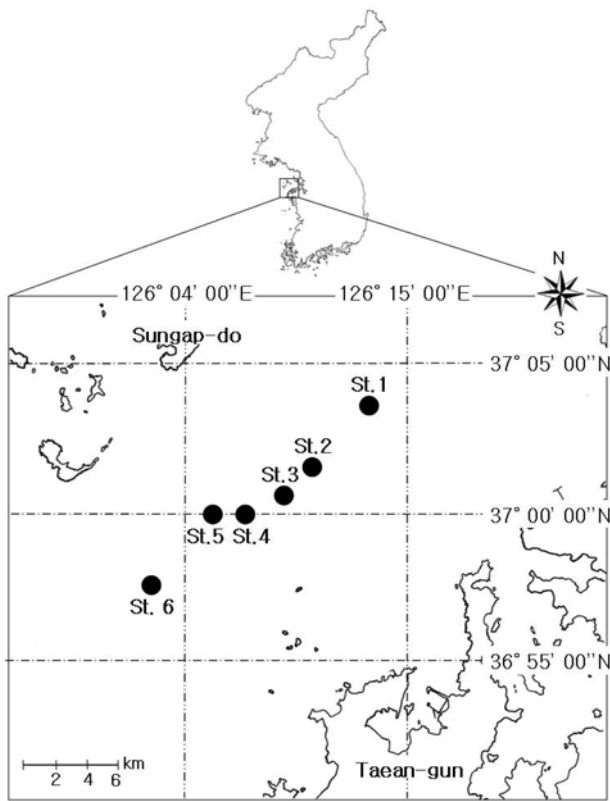 N
S
126° 04′ 00″E
126° 15′ 00″E
Sungap-do
37° 05′ 00″N
St.1
St.2
St.3
37° 00′ 00″N
St.5
St.4
St. 6
36° 55′ 00″N
Taean-gun
km
2 4 6